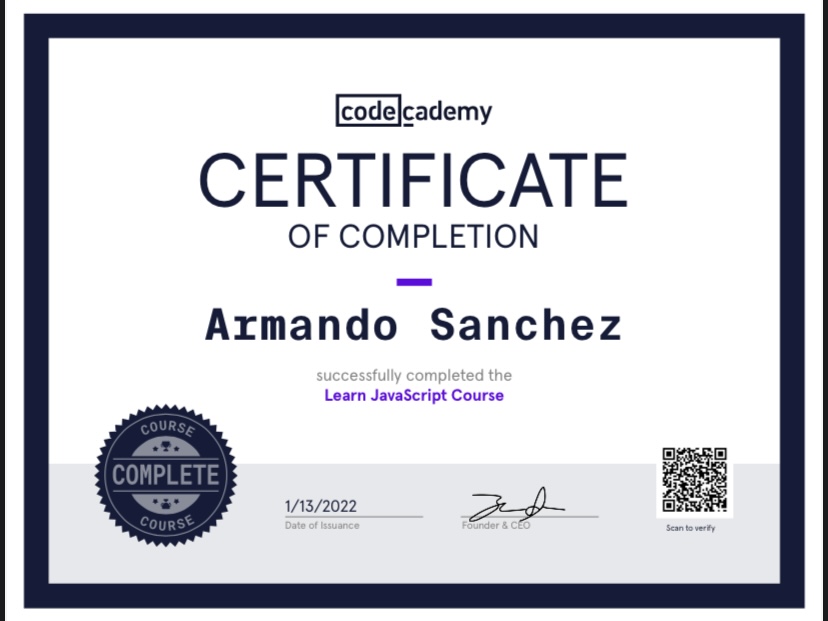 codecademy
CERTIFICATE
OF COMPLETION
Armando Sanchez
successfully completed the
Learn JavaScript Course
COURSE
COMPLETE
COURSE
1/13/2022
Date of Issuance
Founder & CEO
Scan to verify